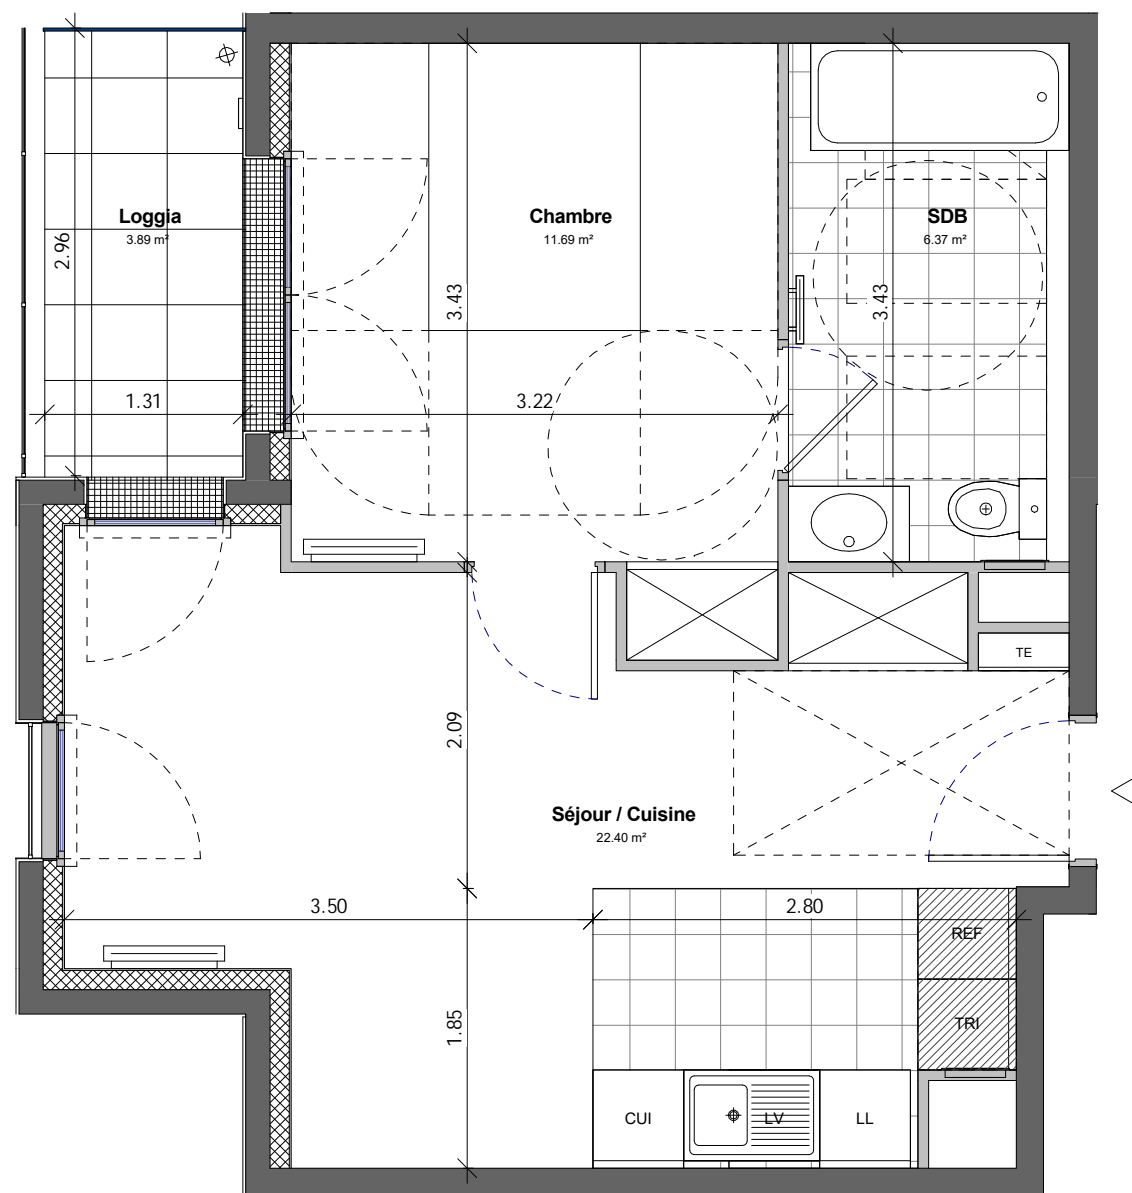 Loggia
3.89 m²
2.96
1.31
Chambre
11.69 m²
3.43
3.22
SDB
6.37 m²
3.43
TE
2.09
Séjour / Cuisine
22.40 m²
3.50
2.80
REF
TRI
1.85
CUI
LV
LL